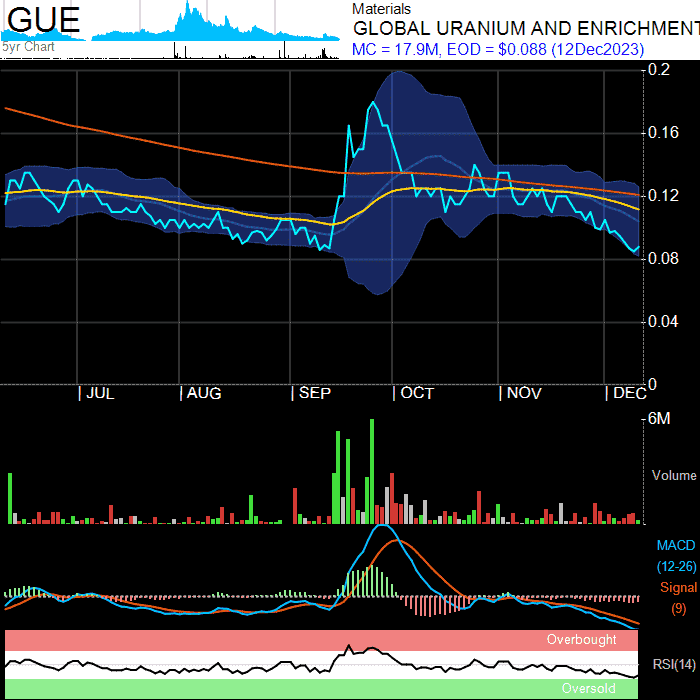 GUE
5yr Chart
Materials
GLOBAL URANIUM AND ENRICHMENT
MC = 17.9M, EOD = $0.088 (12Dec2023)
0.2
0.16
0.12
0.08
0.04
0
| JUL | AUG | SEP | OCT | NOV | DEC
6M
Volume
MACD
(12-26)
Signal
(9)
Overbought
RSI(14)
Oversold